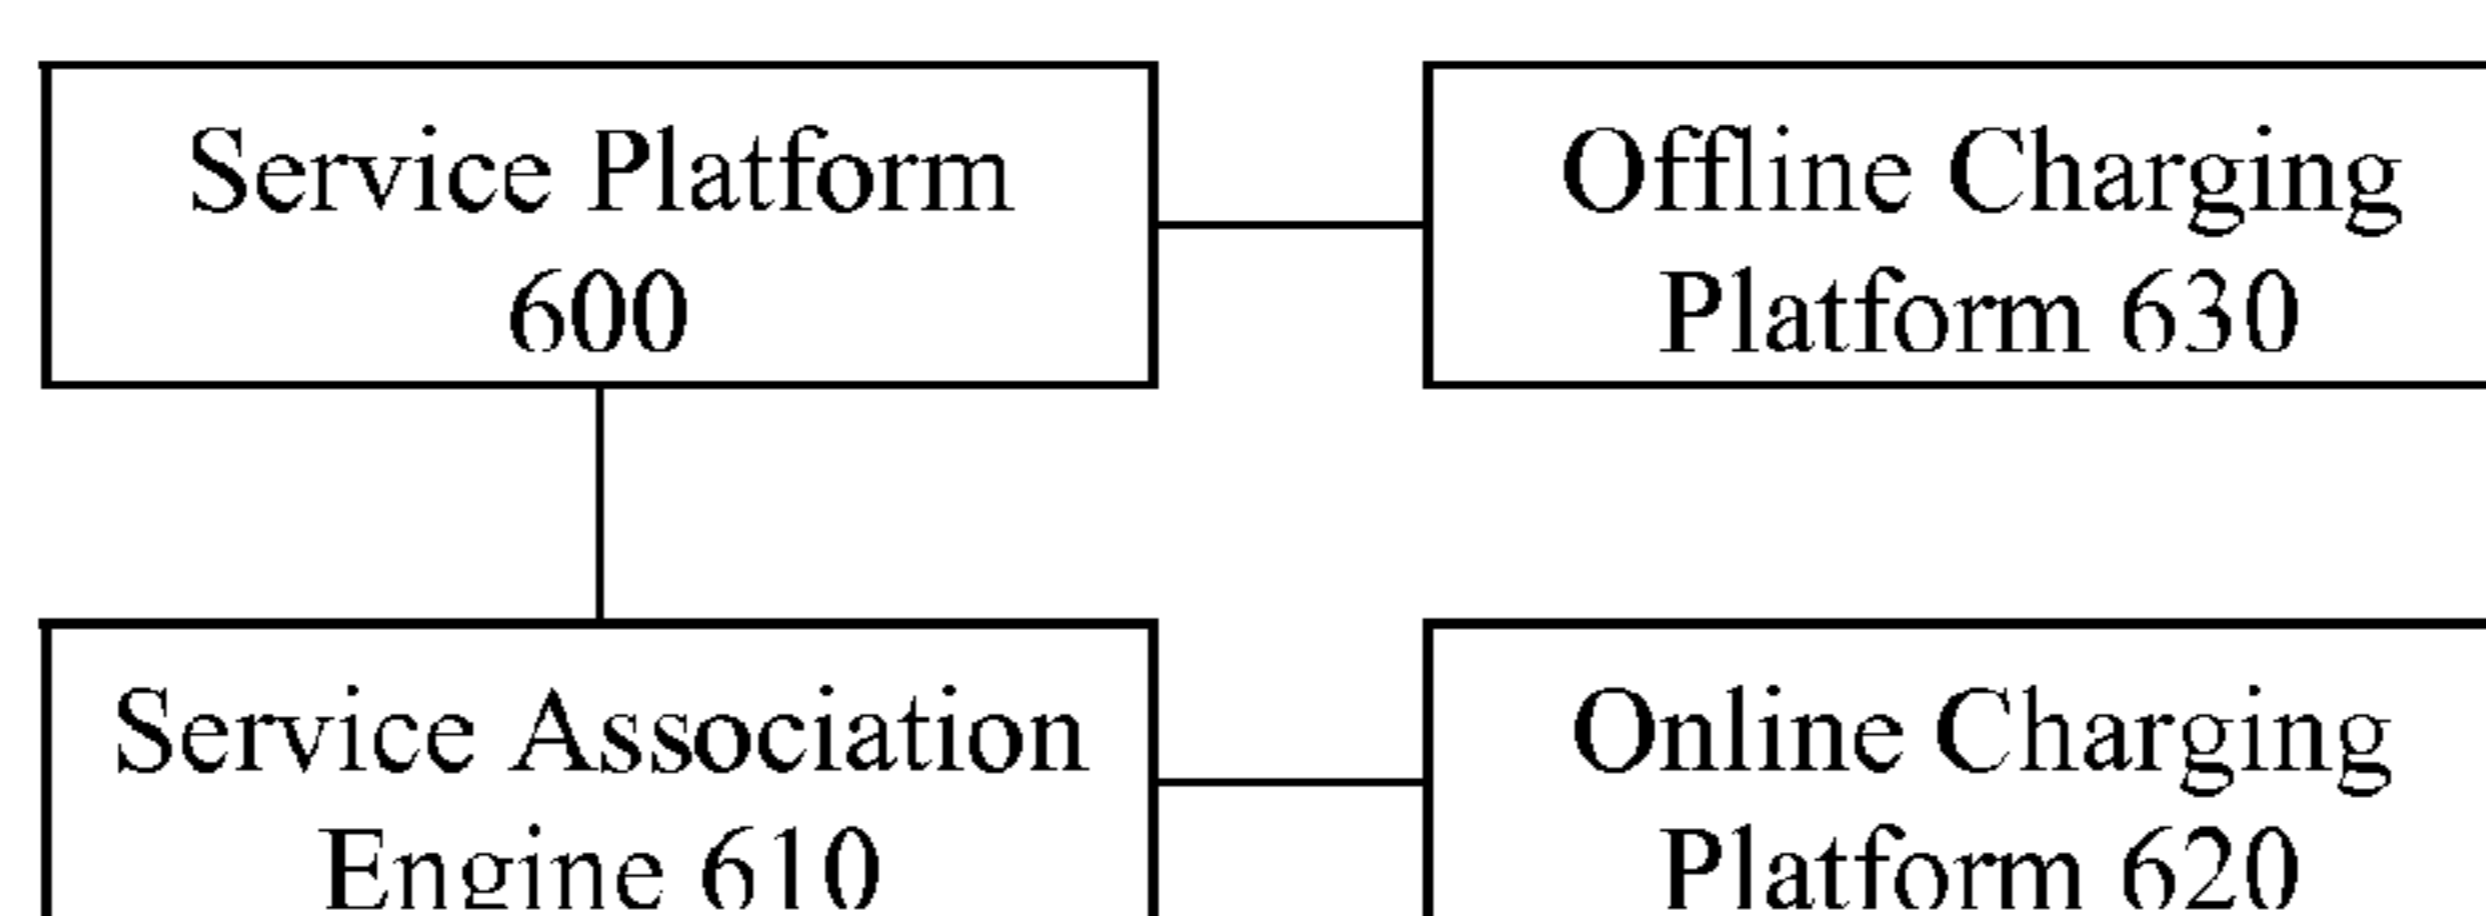 Service Platform
600
Offline Charging
Platform 630
Service Association
Engine 610
Online Charging
Platform 620